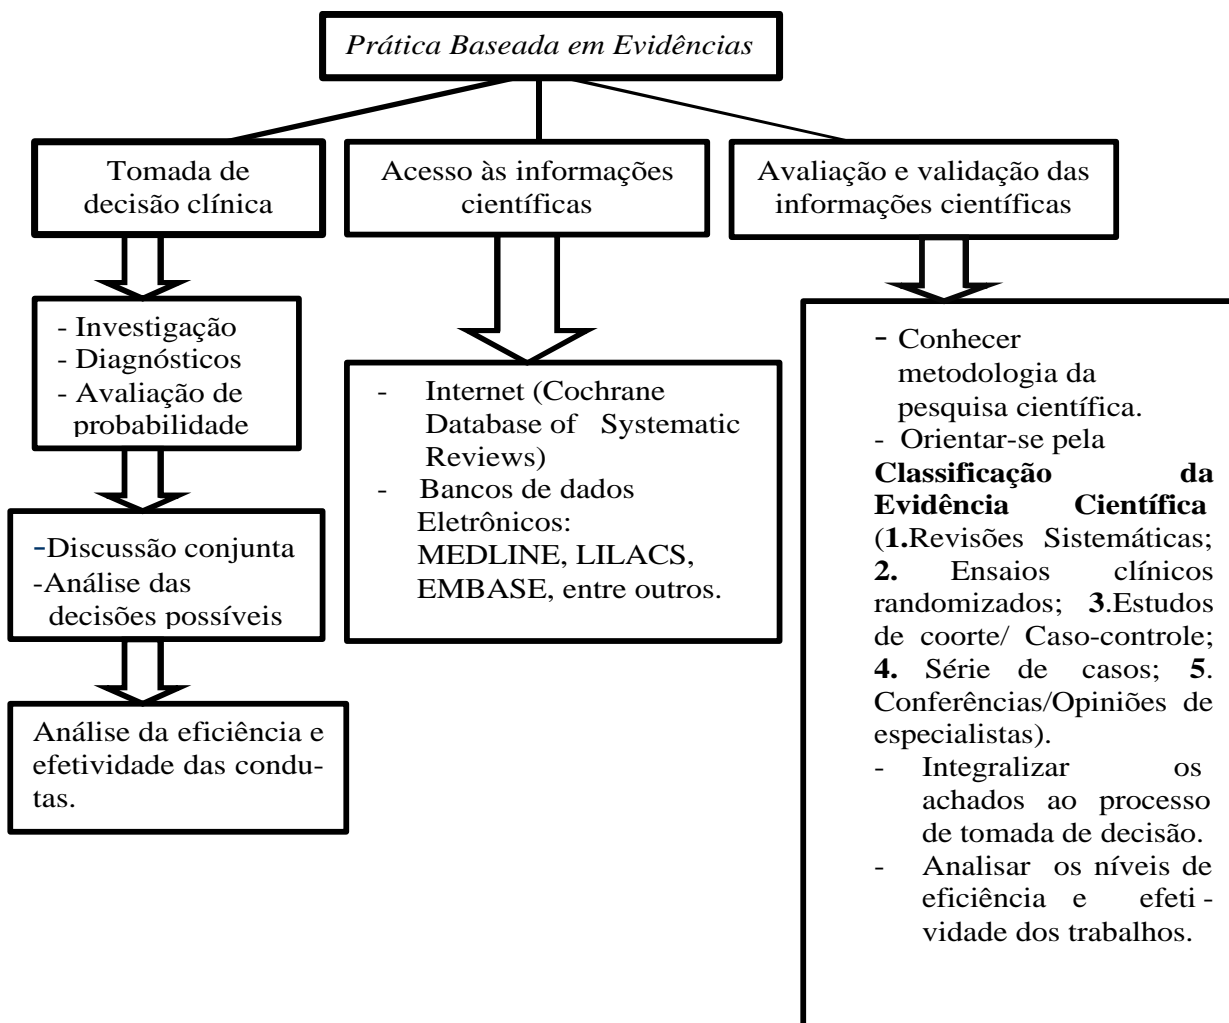 Prática Baseada em Evidências
Tomada de
decisão clínica
- Investigação
- Diagnósticos
- Avaliação de
probabilidade
-Discussão conjunta
-Análise das
decisões possíveis
Análise da eficiência e
efetividade das condu-
tas.
Acesso às informações
científicas
- Internet (Cochrane
Database of Systematic
Reviews)
- Bancos de dados
Eletrônicos:
MEDLINE, LILACS,
EMBASE, entre outros.
Avaliação e validação das
informações científicas
- Conhecer
metodologia da
pesquisa científica.
- Orientar-se pela
Classificação da
Evidência Científica
(1.Revisões Sistemáticas;
2. Ensaios clínicos
randomizados; 3.Estudos
de coorte/ Caso-controle;
4. Série de casos; 5.
Conferências/Opiniões de
especialistas).
- Integralizar os
achados ao processo
de tomada de decisão.
- Analisar os níveis de
eficiência e efeti -
vidade dos trabalhos.